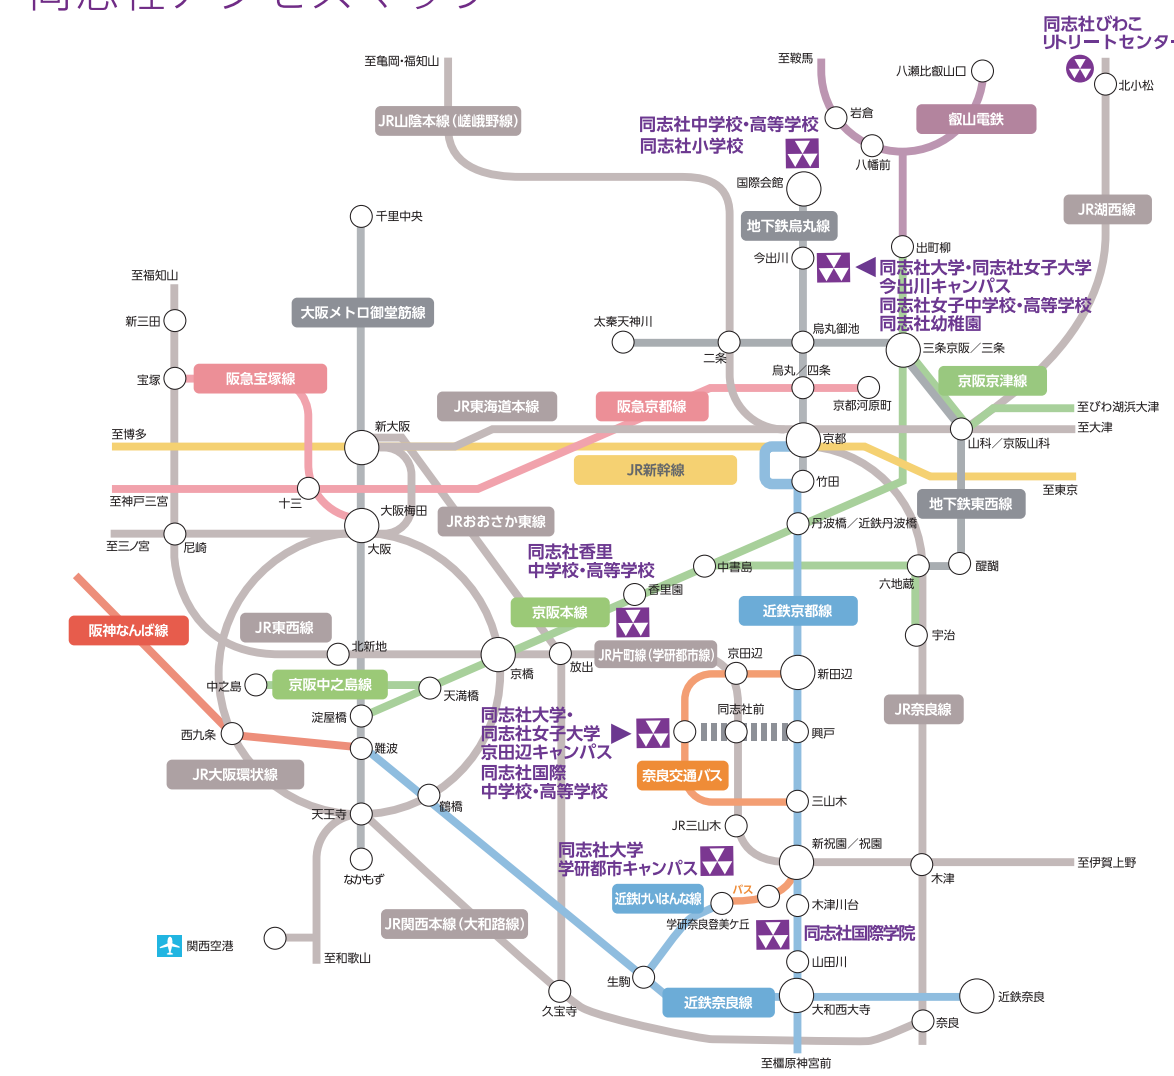 同志社アクセスマップ
同志社びわこ
リトリートセンター
至亀岡・福知山
至鞍馬
八瀬比叡山口
北小松
JR山陰本線(嵯峨野線)
岩倉
叡山電鉄
同志社中学校・高等学校
同志社小学校
八幡前
国際会館
千里中央
地下鉄烏丸線
JR湖西線
出町柳
今出川
同志社大学・同志社女子大学
今出川キャンパス
同志社女子中学校・高等学校
同志社幼稚園
至福知山
新三田
大阪メトロ御堂筋線
太秦天神川
二条
烏丸御池
三条京阪/三条
宝塚
阪急宝塚線
烏丸/四条
京阪京津線
JR東海道本線
阪急京都線
京都河原町
至びわ湖浜大津
至大津
至博多
新大阪
京都
山科/京阪山科
JR新幹線
竹田
至東京
至神戸三宮
十三
大阪梅田
JRおおさか東線
地下鉄東西線
丹波橋/近鉄丹波橋
至三ノ宮
尼崎
大阪
同志社香里
中学校・高等学校
中書島
六地蔵
醍醐
香里園
京阪本線
近鉄京都線
阪神なんば線
JR東西線
宇治
北新地
京橋
放出
JR片町線(学研都市線)
京田辺
新田辺
中之島
京阪中之島線
天満橋
淀屋橋
JR奈良線
同志社前
同志社大学・
同志社女子大学
京田辺キャンパス
同志社国際
中学校・高等学校
興戸
西九条
難波
JR大阪環状線
奈良交通バス
鶴橋
三山木
天王寺
JR三山木
新祝園/祝園
同志社大学
学研都市キャンパス
至伊賀上野
木津
なかもず
バス
近鉄けいはんな線
木津川台
学研奈良登美ケ丘
JR関西本線(大和路線)
同志社国際学院
関西空港
至和歌山
山田川
生駒
近鉄奈良線
大和西大寺
近鉄奈良
久宝寺
奈良
至橿原神宮前